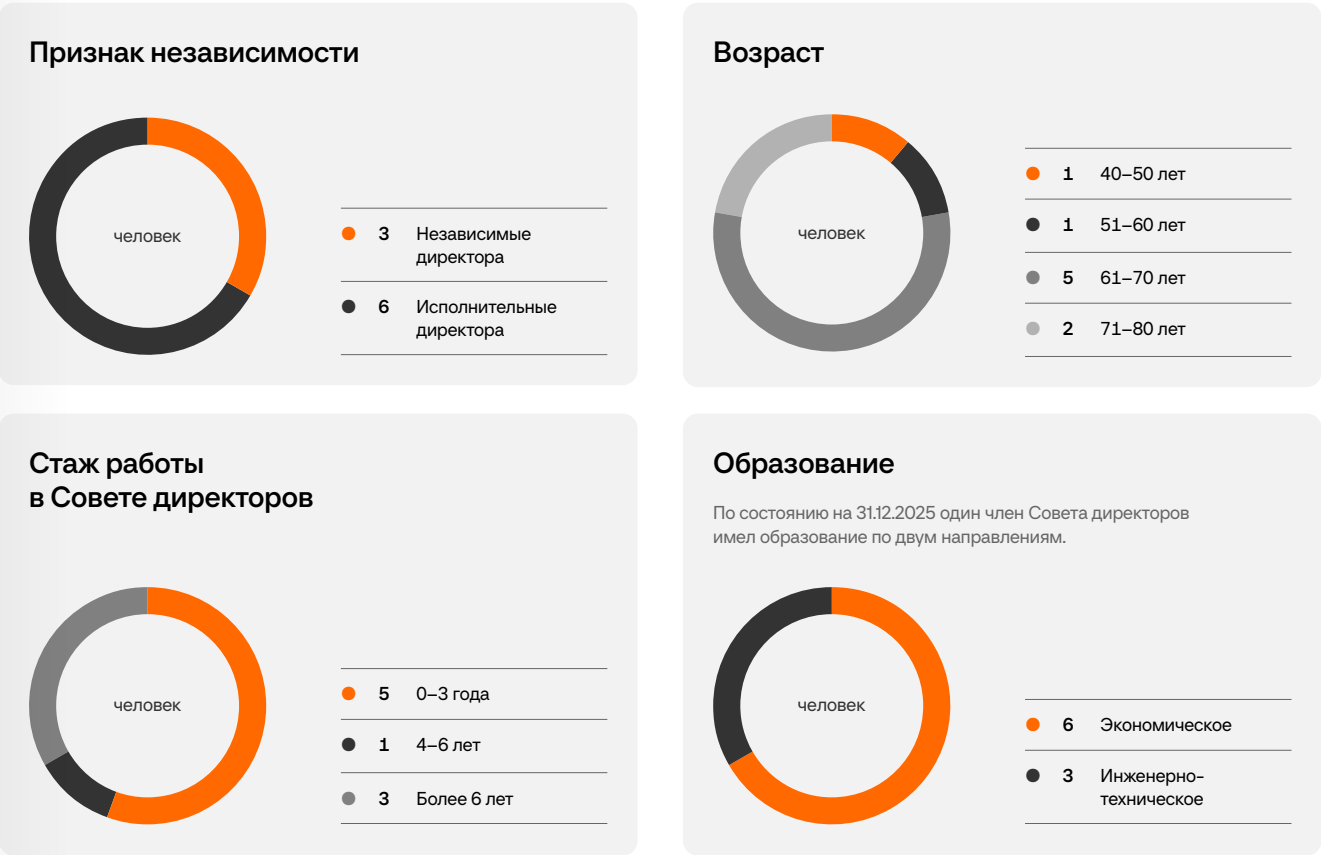 Признак независимости
человек
3 Независимые
директора
6 Исполнительные
директора
Возраст
человек
1 40–50 лет
1 51–60 лет
5 61–70 лет
2 71–80 лет
Стаж работы
в Совете директоров
человек
5 0–3 года
1 4–6 лет
3 Более 6 лет
Образование
По состоянию на 31.12.2025 один член Совета директоров
имел образование по двум направлениям.
человек
6 Экономическое
3 Инженерно-
техническое